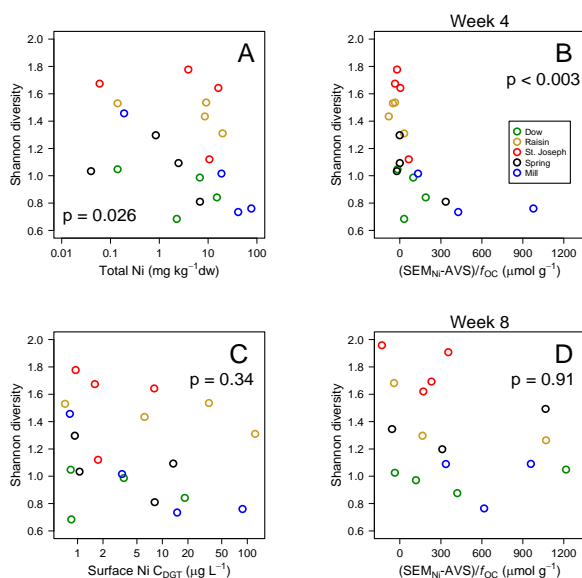 Week 4
2.0
1.8
1.6
1.4
1.2
1.0
0.8
0.6
Shannon diversity
A
p = 0.026
0.01 0.1 1 10 100
Total Ni (mg kg⁻¹dw)
2.0
1.8
1.6
1.4
1.2
1.0
0.8
0.6
Shannon diversity
B
p < 0.003
Dow
Raisin
St. Joseph
Spring
Mill
0 300 600 900 1200
(SEM_Ni-AVS)/f_OC (μmol g⁻¹)
2.0
1.8
1.6
1.4
1.2
1.0
0.8
0.6
Shannon diversity
C
p = 0.34
1 2 5 10 20 50 100
Surface Ni C_DGT (μg L⁻¹)
Week 8
2.0
1.8
1.6
1.4
1.2
1.0
0.8
0.6
Shannon diversity
D
p = 0.91
0 300 600 900 1200
(SEM_Ni-AVS)/f_OC (μmol g⁻¹)